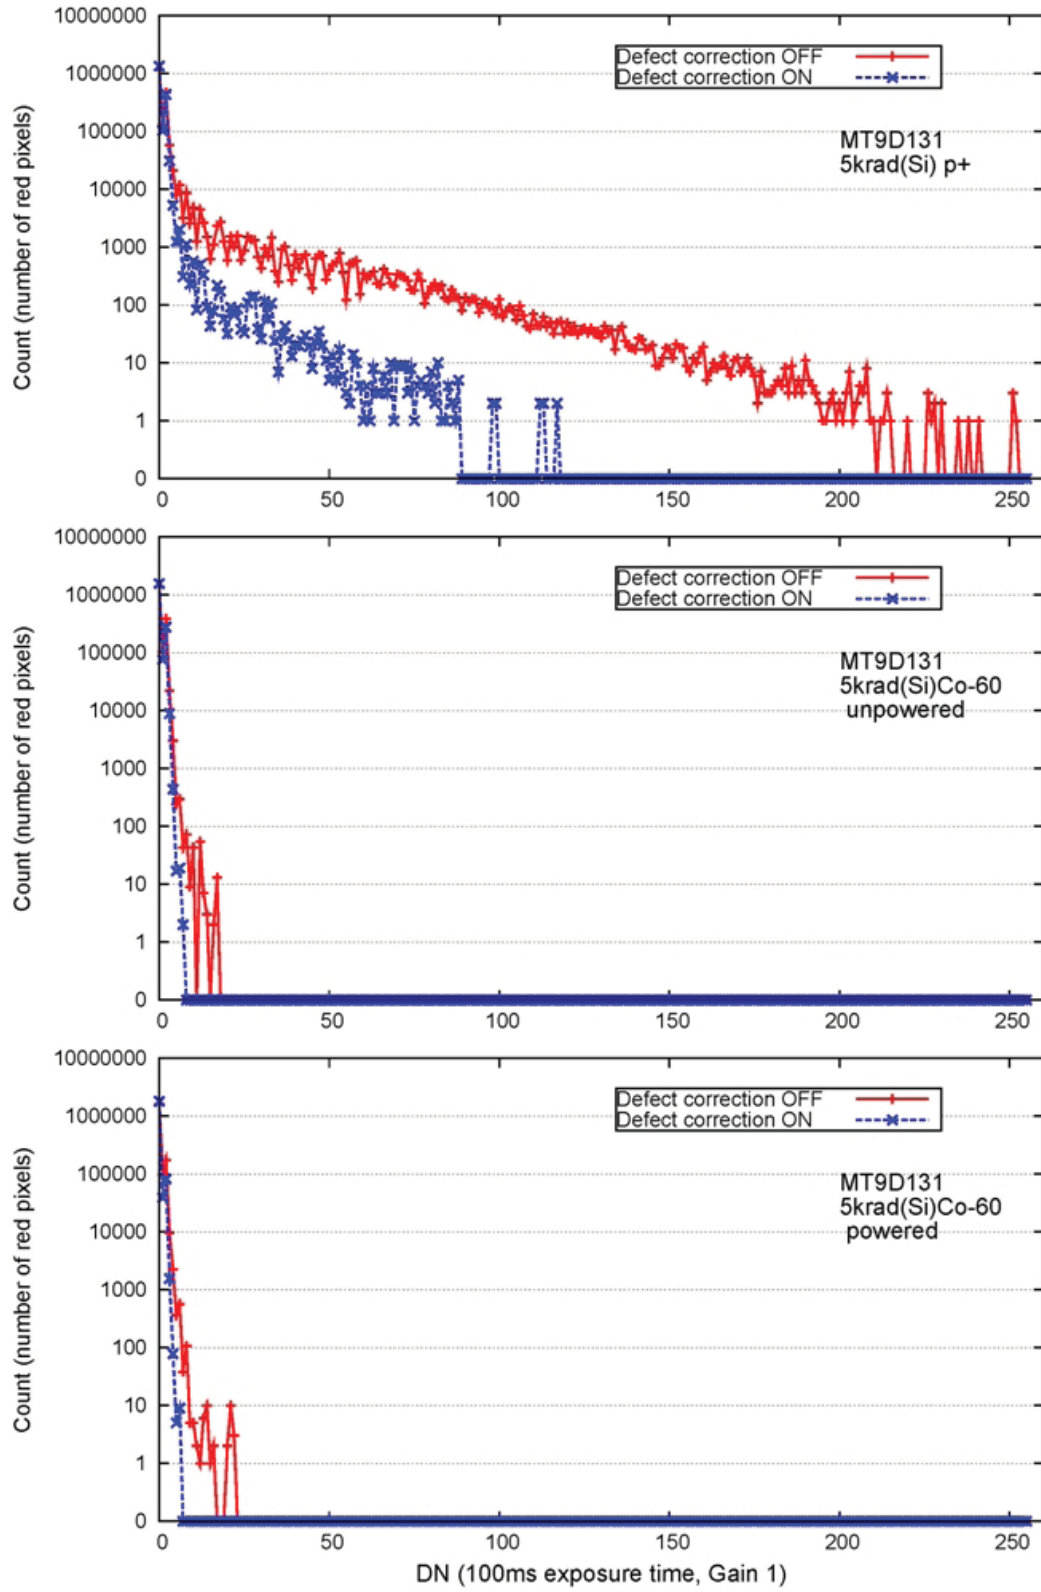 10000000
1000000
100000
10000
1000
100
10
1
0
Count (number of red pixels)
Defect correction OFF
Defect correction ON
MT9D131
5krad(Si) p+
0 50 100 150 200 250
10000000
1000000
100000
10000
1000
100
10
1
0
Count (number of red pixels)
Defect correction OFF
Defect correction ON
MT9D131
5krad(Si)Co-60
unpowered
0 50 100 150 200 250
10000000
1000000
100000
10000
1000
100
10
1
0
Count (number of red pixels)
Defect correction OFF
Defect correction ON
MT9D131
5krad(Si)Co-60
powered
0 50 100 150 200 250
DN (100ms exposure time, Gain 1)